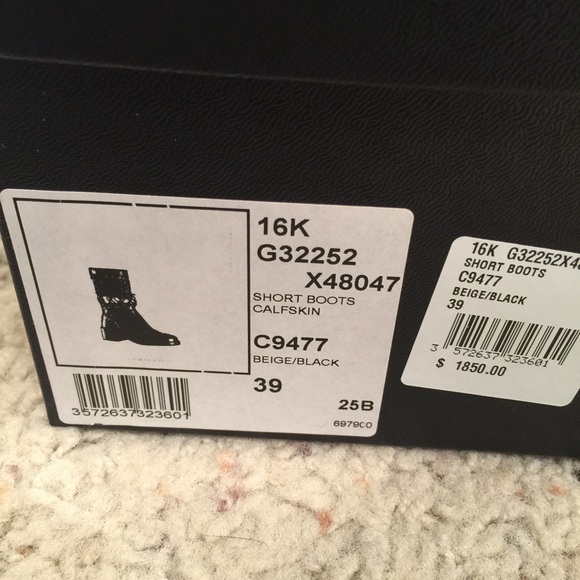 16K
G32252
X48047
SHORT BOOTS
CALFSKIN
C9477
BEIGE/BLACK
39
25B
697900
3572637323601
16K G32252X48
SHORT BOOTS
C9477
BEIGE/BLACK
39
3 572637 323601
$ 1850.00